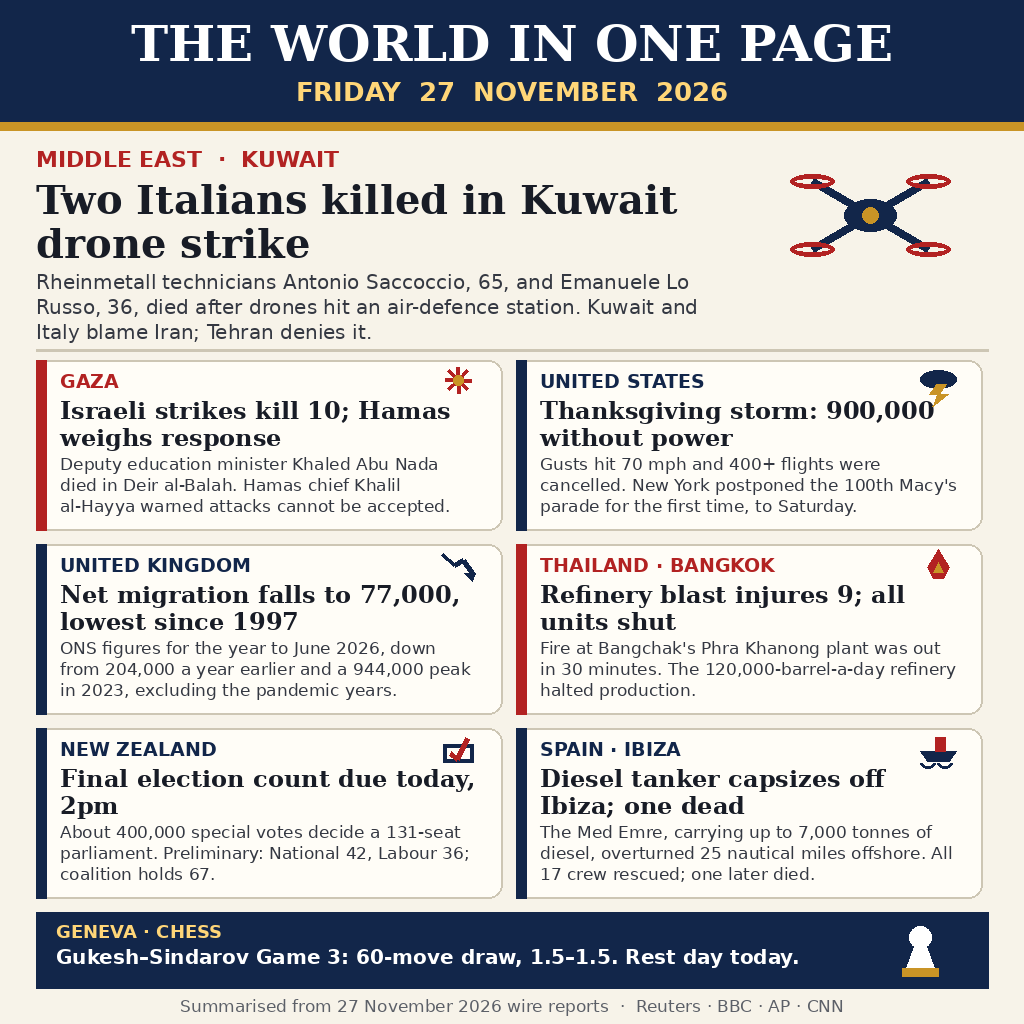 THE WORLD IN ONE PAGE
FRIDAY 27 NOVEMBER 2026
MIDDLE EAST · KUWAIT
Two Italians killed in Kuwait
drone strike
Rheinmetall technicians Antonio Saccoccio, 65, and Emanuele Lo
Russo, 36, died after drones hit an air-defence station. Kuwait and
Italy blame Iran; Tehran denies it.
GAZA
Israeli strikes kill 10; Hamas
weighs response
Deputy education minister Khaled Abu Nada
died in Deir al-Balah. Hamas chief Khalil
al-Hayya warned attacks cannot be accepted.
UNITED STATES
Thanksgiving storm: 900,000
without power
Gusts hit 70 mph and 400+ flights were
cancelled. New York postponed the 100th Macy's
parade for the first time, to Saturday.
UNITED KINGDOM
Net migration falls to 77,000,
lowest since 1997
ONS figures for the year to June 2026, down
from 204,000 a year earlier and a 944,000 peak
in 2023, excluding the pandemic years.
THAILAND · BANGKOK
Refinery blast injures 9; all
units shut
Fire at Bangchak's Phra Khanong plant was out
in 30 minutes. The 120,000-barrel-a-day refinery
halted production.
NEW ZEALAND
Final election count due today,
2pm
About 400,000 special votes decide a 131-seat
parliament. Preliminary: National 42, Labour 36;
coalition holds 67.
SPAIN · IBIZA
Diesel tanker capsizes off
Ibiza; one dead
The Med Emre, carrying up to 7,000 tonnes of
diesel, overturned 25 nautical miles offshore. All
17 crew rescued; one later died.
GENEVA · CHESS
Gukesh–Sindarov Game 3: 60-move draw, 1.5–1.5. Rest day today.
Summarised from 27 November 2026 wire reports · Reuters · BBC · AP · CNN